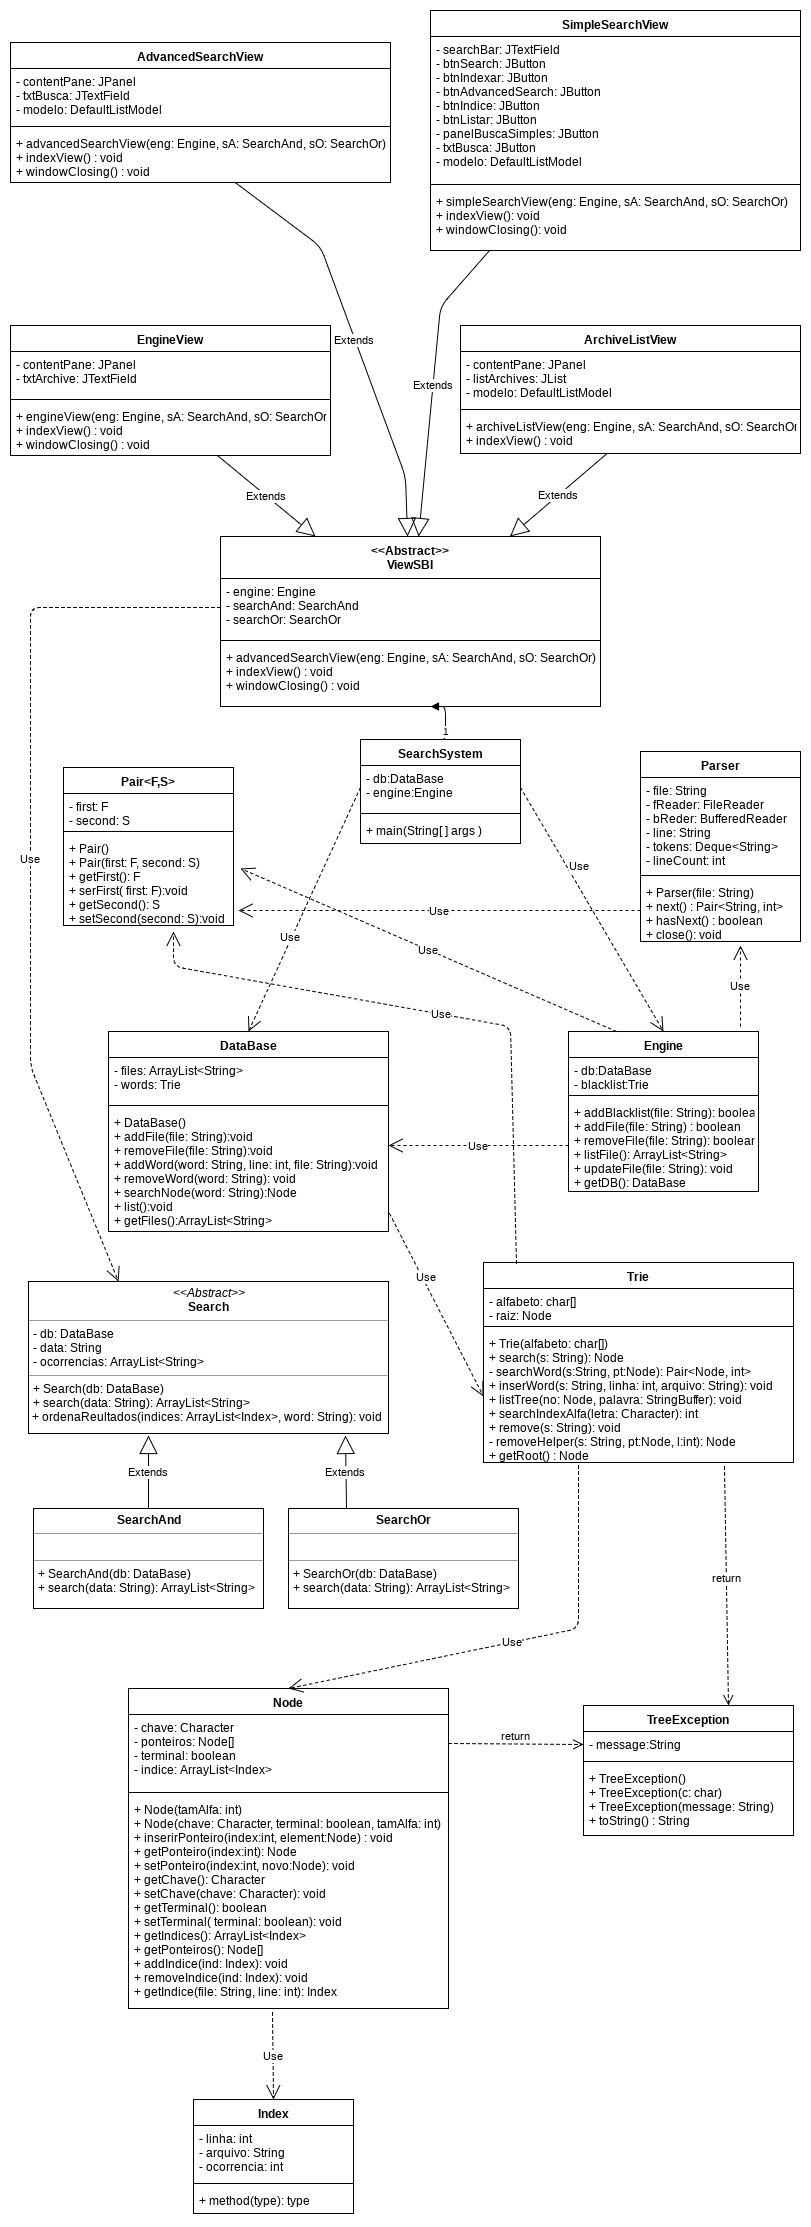 SimpleSearchView
- searchBar: JTextField
- btnSearch: JButton
- btnIndexar: JButton
- btnAdvancedSearch: JButton
- btnIndice: JButton
- btnListar: JButton
- panelBuscaSimples: JButton
- txtBusca: JButton
- modelo: DefaultListModel
+ simpleSearchView(eng: Engine, sA: SearchAnd, sO: SearchOr)
+ indexView(): void
+ windowClosing(): void
AdvancedSearchView
- contentPane: JPanel
- txtBusca: JTextField
- modelo: DefaultListModel
+ advancedSearchView(eng: Engine, sA: SearchAnd, sO: SearchOr)
+ indexView() : void
+ windowClosing() : void
Extends
Extends
EngineView
- contentPane: JPanel
- txtArchive: JTextField
+ engineView(eng: Engine, sA: SearchAnd, sO: SearchOr
+ indexView() : void
+ windowClosing() : void
ArchiveListView
- contentPane: JPanel
- listArchives: JList
- modelo: DefaultListModel
+ archiveListView(eng: Engine, sA: SearchAnd, sO: SearchOr
+ indexView() : void
Extends
Extends
<<Abstract>>
ViewSBI
- engine: Engine
- searchAnd: SearchAnd
- searchOr: SearchOr
+ advancedSearchView(eng: Engine, sA: SearchAnd, sO: SearchOr)
+ indexView() : void
+ windowClosing() : void
1
SearchSystem
- db:DataBase
- engine:Engine
+ main(String[ ] args )
Pair<F,S>
- first: F
- second: S
+ Pair()
+ Pair(first: F, second: S)
+ getFirst(): F
+ serFirst( first: F):void
+ getSecond(): S
+ setSecond(second: S):void
Parser
- file: String
- fReader: FileReader
- bReder: BufferedReader
- line: String
- tokens: Deque<String>
- lineCount: int
+ Parser(file: String)
+ next() : Pair<String, int>
+ hasNext() : boolean
+ close(): void
Use
Use
Use
Use
Use
Use
Use
DataBase
- files: ArrayList<String>
- words: Trie
+ DataBase()
+ addFile(file: String):void
+ removeFile(file: String):void
+ addWord(word: String, line: int, file: String):void
+ removeWord(word: String): void
+ searchNode(word: String):Node
+ list():void
+ getFiles():ArrayList<String>
Engine
- db:DataBase
- blacklist:Trie
+ addBlacklist(file: String): boolea
+ addFile(file: String) : boolean
+ removeFile(file: String): boolean
+ listFile(): ArrayList<String>
+ updateFile(file: String): void
+ getDB(): DataBase
Use
Use
Trie
- alfabeto: char[]
- raiz: Node
+ Trie(alfabeto: char[])
+ search(s: String): Node
- searchWord(s:String, pt:Node): Pair<Node, int>
+ inserWord(s: String, linha: int, arquivo: String): void
+ listTree(no: Node, palavra: StringBuffer): void
+ searchIndexAlfa(letra: Character): int
+ remove(s: String): void
- removeHelper(s: String, pt:Node, l:int): Node
+ getRoot() : Node
<<Abstract>>
Search
- db: DataBase
- data: String
- ocorrencias: ArrayList<String>
+ Search(db: DataBase)
+ search(data: String): ArrayList<String>
+ ordenaReultados(indices: ArrayList<Index>, word: String): void
Extends
Extends
SearchAnd
+ SearchAnd(db: DataBase)
+ search(data: String): ArrayList<String>
SearchOr
+ SearchOr(db: DataBase)
+ search(data: String): ArrayList<String>
return
Use
Node
- chave: Character
- ponteiros: Node[]
- terminal: boolean
- indice: ArrayList<Index>
+ Node(tamAlfa: int)
+ Node(chave: Character, terminal: boolean, tamAlfa: int)
+ inserirPonteiro(index:int, element:Node) : void
+ getPonteiro(index:int): Node
+ setPonteiro(index:int, novo:Node): void
+ getChave(): Character
+ setChave(chave: Character): void
+ getTerminal(): boolean
+ setTerminal( terminal: boolean): void
+ getIndices(): ArrayList<Index>
+ getPonteiros(): Node[]
+ addIndice(ind: Index): void
+ removeIndice(ind: Index): void
+ getIndice(file: String, line: int): Index
return
TreeException
- message:String
+ TreeException()
+ TreeException(c: char)
+ TreeException(message: String)
+ toString() : String
Use
Index
- linha: int
- arquivo: String
- ocorrencia: int
+ method(type): type